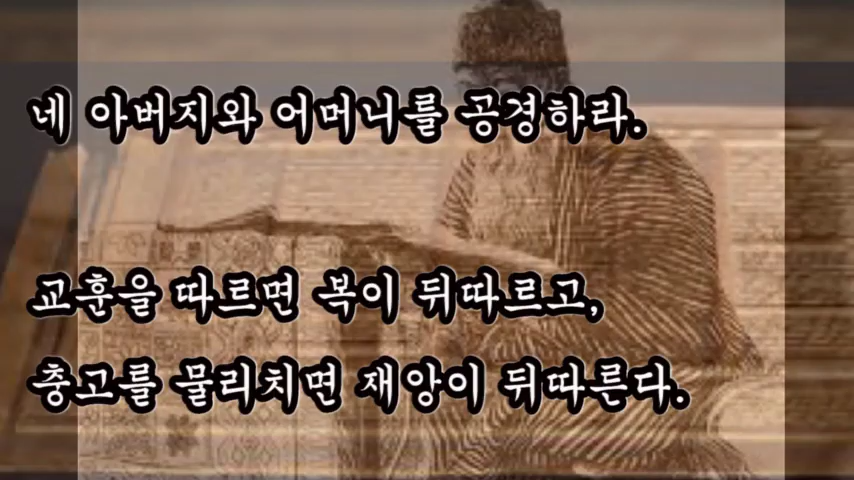 네 아버지와 어머니를 공경하라.
교훈을 따르면 복이 뒤따르고,
충고를 물리치면 재앙이 뒤따른다.